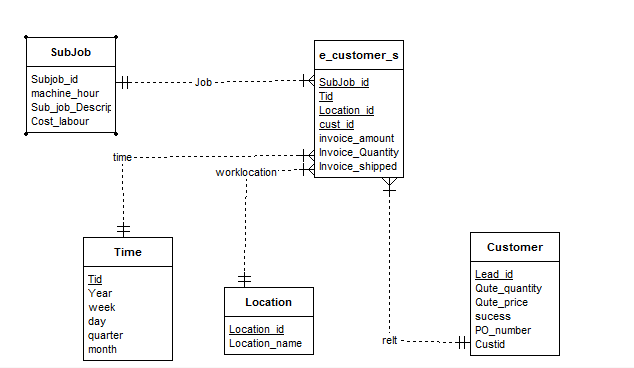 SubJob
Subjob_id
machine_hour
Sub_job_Descrip
Cost_labour
Job
e_customer_s
SubJob_id
Tid
Location_id
cust_id
invoice_amount
Invoice_Quantity
Invoice_shipped
time
worklocation
Time
Tid
Year
week
day
quarter
month
Location
Location_id
Location_name
relt
Customer
Lead_id
Qute_quantity
Qute_price
sucess
PO_number
Custid